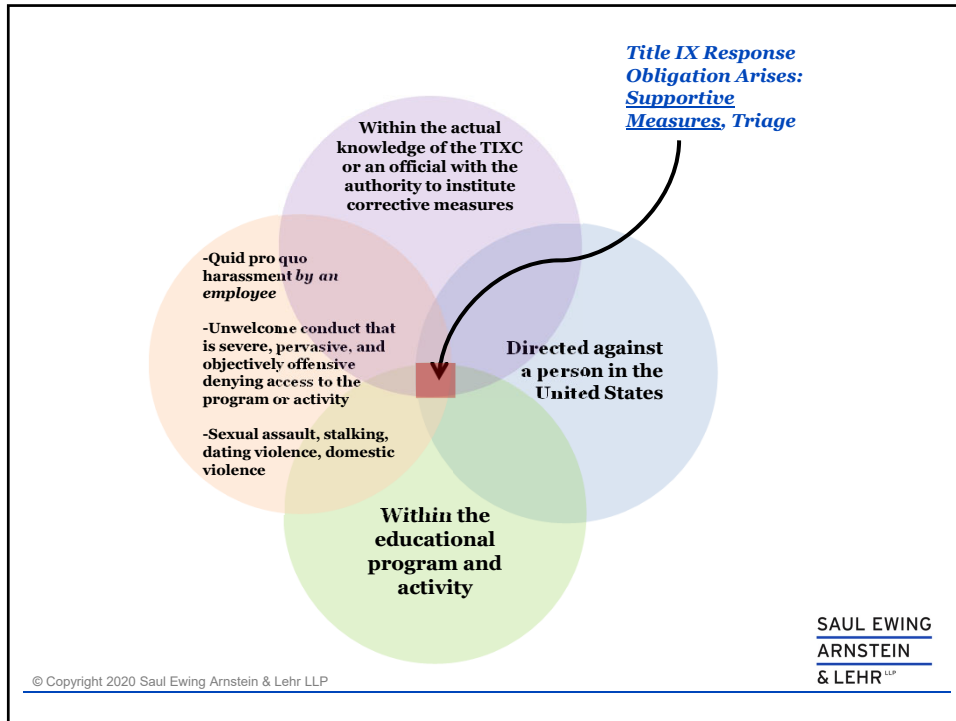 Title IX Response
Obligation Arises:
Supportive
Measures, Triage
Within the actual
knowledge of the TIXC
or an official with the
authority to institute
corrective measures
-Quid pro quo
harassment by an
employee
-Unwelcome conduct that
is severe, pervasive, and
objectively offensive
denying access to the
program or activity
-Sexual assault, stalking,
dating violence, domestic
violence
Directed against
a person in the
United States
Within the
educational
program and
activity
SAUL EWING
ARNSTEIN
& LEHR LLP
© Copyright 2020 Saul Ewing Arnstein & Lehr LLP